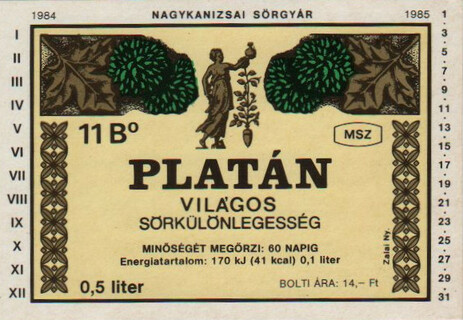 1984 NAGYKANIZSAI SÖRGYÁR 1985
I
II
III
IV
V
VI
VII
VIII
IX
X
XI
XII
1
3
5
7
9
11
13
15
17
19
21
23
25
27
29
31
11 B°
MSZ
PLATÁN
VILÁGOS
SÖRKÜLÖNLEGESSÉG
MINŐSÉGÉT MEGŐRZI: 60 NAPIG
Energiatartalom: 170 kJ (41 kcal) 0,1 liter
0,5 liter
BOLTI ÁRA: 14,– Ft
Zalai Ny.